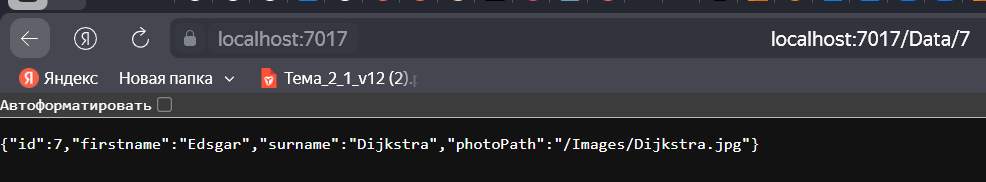 Я localhost:7017 localhost:7017/Data/7
Я Яндекс Новая папка Тема_2_1_v12 (2).p
Автоформатировать
{"id":7,"firstname":"Edsgar","surname":"Dijkstra","photoPath":"/Images/Dijkstra.jpg"}